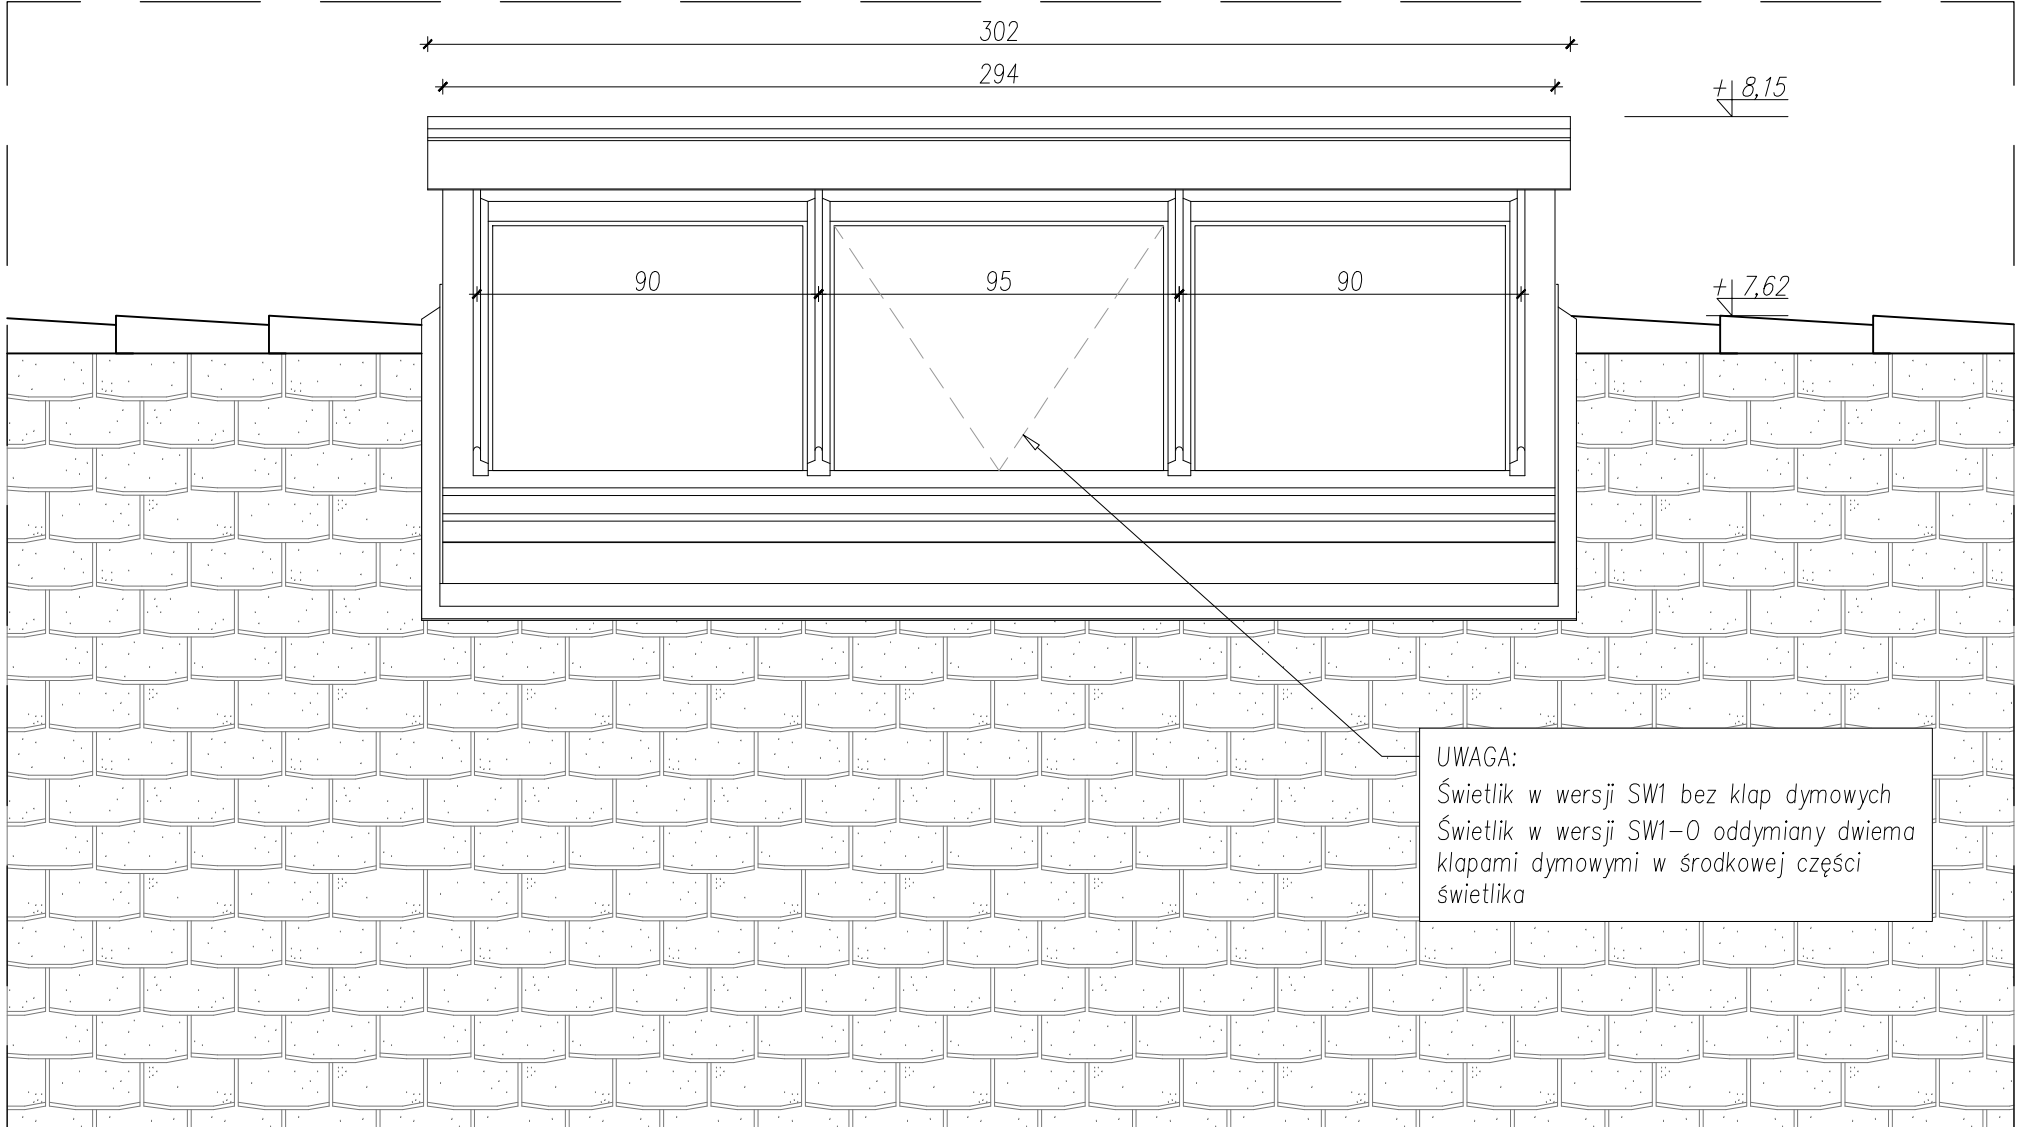 302
294
+ 8,15
90
95
90
+ 7,62
UWAGA:
Świetlik w wersji SW1 bez klap dymowych
Świetlik w wersji SW1-O oddymiany dwiema
klapami dymowymi w środkowej części
świetlika